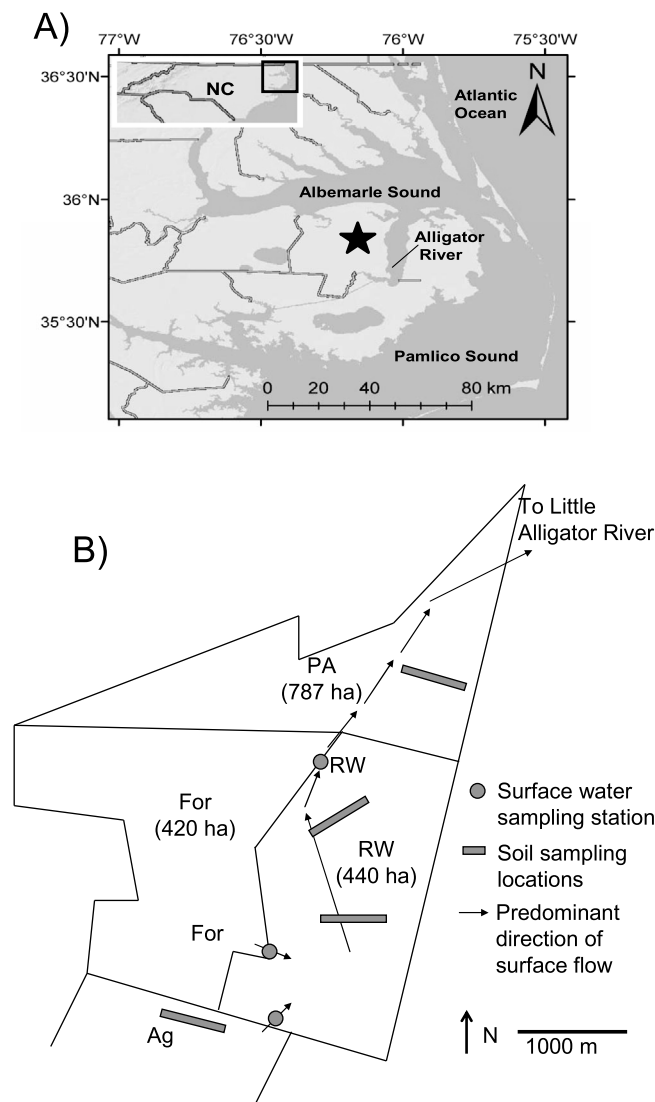 A)
77°W
76°30'W
76°W
75°30'W
36°30'N
36°N
35°30'N
NC
N
Atlantic
Ocean
Albemarle Sound
Alligator
River
Pamlico Sound
0 20 40 80 km
B)
To Little
Alligator River
PA
(787 ha)
RW
For
(420 ha)
RW
(440 ha)
For
Ag
Surface water
sampling station
Soil sampling
locations
Predominant
direction of
surface flow
N
1000 m